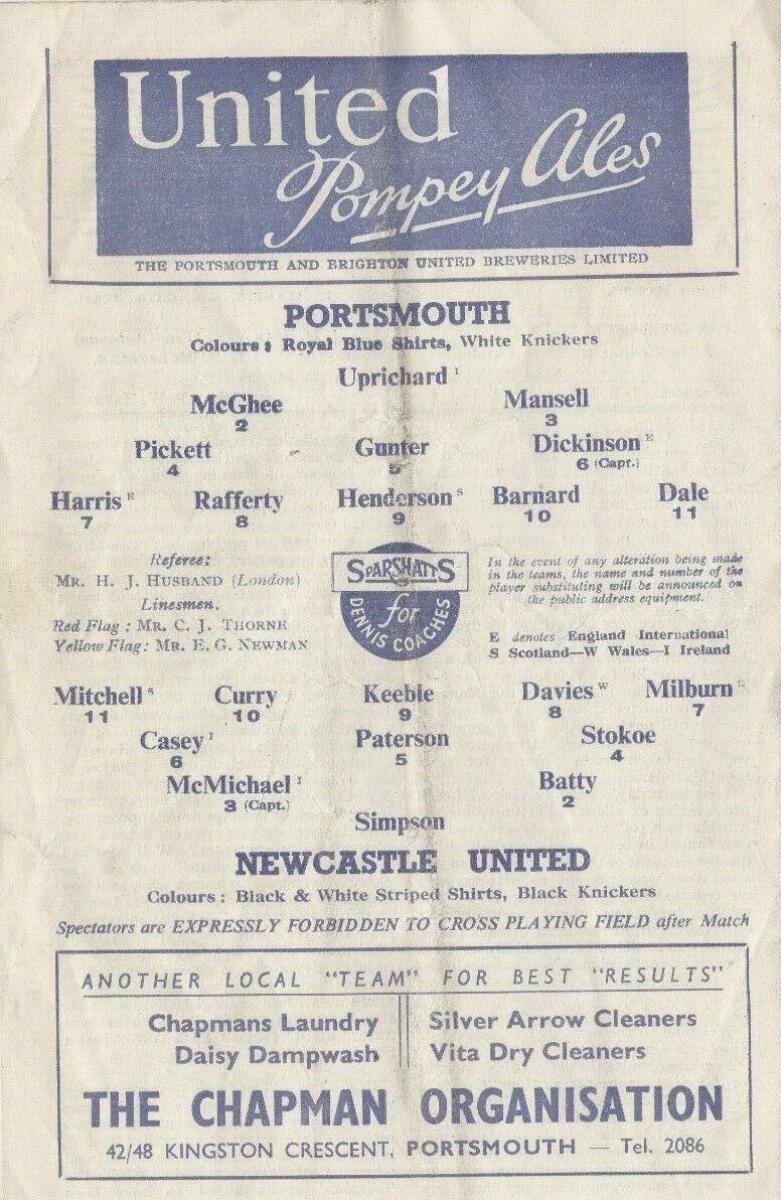 United
Pompey Ales
THE PORTSMOUTH AND BRIGHTON UNITED BREWERIES LIMITED
PORTSMOUTH
Colours : Royal Blue Shirts, White Knickers
Uprichard I
McGhee Mansell
2 3
Pickett Gunter Dickinson E
4 5 6 (Capt.)
Harris E Rafferty Henderson S Barnard Dale
7 8 9 10 11
Referee:
MR. H. J. HUSBAND (London)
Linesmen.
Red Flag : MR. C. J. THORNE
Yellow Flag: MR. E. G. NEWMAN
SPARSHATTS
for
DENNIS COACHES
In the event of any alteration being made
in the teams, the name and number of the
player substituting will be announced on
the public address equipment.
E denotes England International
S Scotland—W Wales—I Ireland
Mitchell S Curry Keeble Davies W Milburn E
11 10 9 8 7
Casey I Paterson Stokoe
6 5 4
McMichael I Batty
3 (Capt.) 2
Simpson
NEWCASTLE UNITED
Colours : Black & White Striped Shirts, Black Knickers
Spectators are EXPRESSLY FORBIDDEN TO CROSS PLAYING FIELD after Match
ANOTHER LOCAL "TEAM" FOR BEST "RESULTS"
Chapmans Laundry Silver Arrow Cleaners
Daisy Dampwash Vita Dry Cleaners
THE CHAPMAN ORGANISATION
42/48 KINGSTON CRESCENT, PORTSMOUTH — Tel. 2086